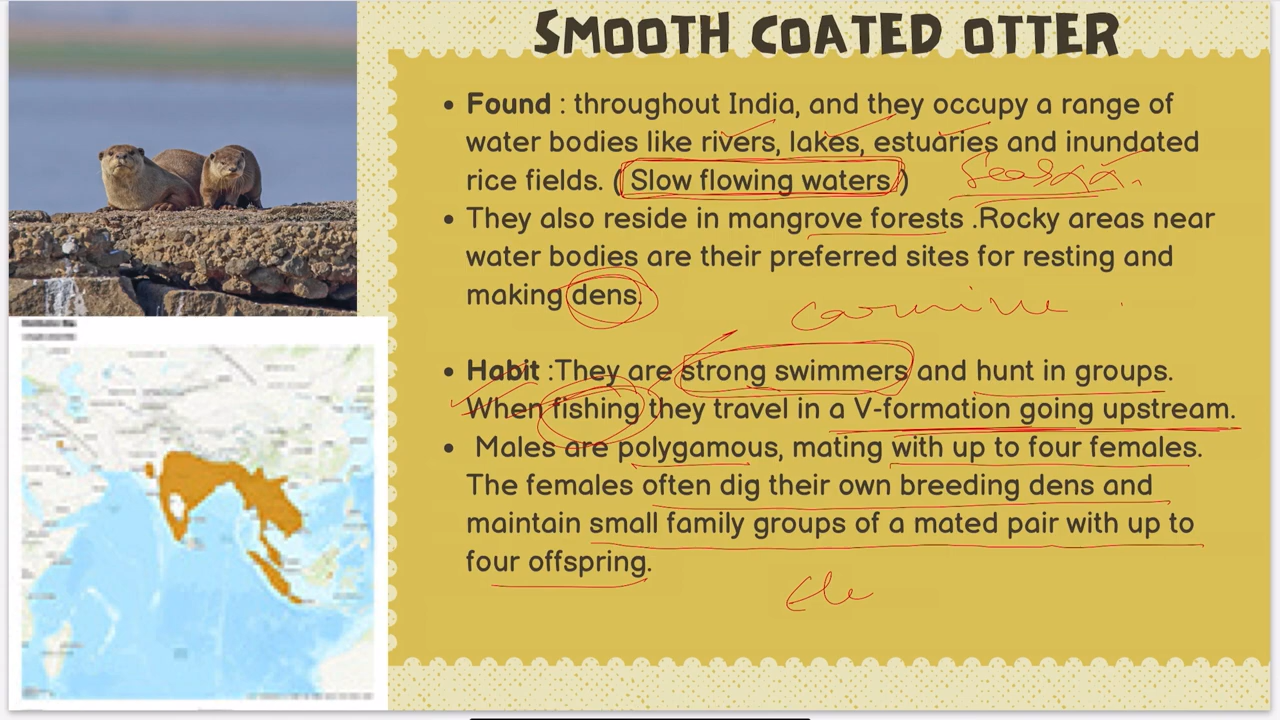 SMOOTH COATED OTTER
• Found : throughout India, and they occupy a range of
water bodies like rivers, lakes, estuaries and inundated
rice fields. ( Slow flowing waters )
• They also reside in mangrove forests .Rocky areas near
water bodies are their preferred sites for resting and
making dens.
• Habit :They are strong swimmers and hunt in groups.
When fishing they travel in a V-formation going upstream.
• Males are polygamous, mating with up to four females.
The females often dig their own breeding dens and
maintain small family groups of a mated pair with up to
four offspring.